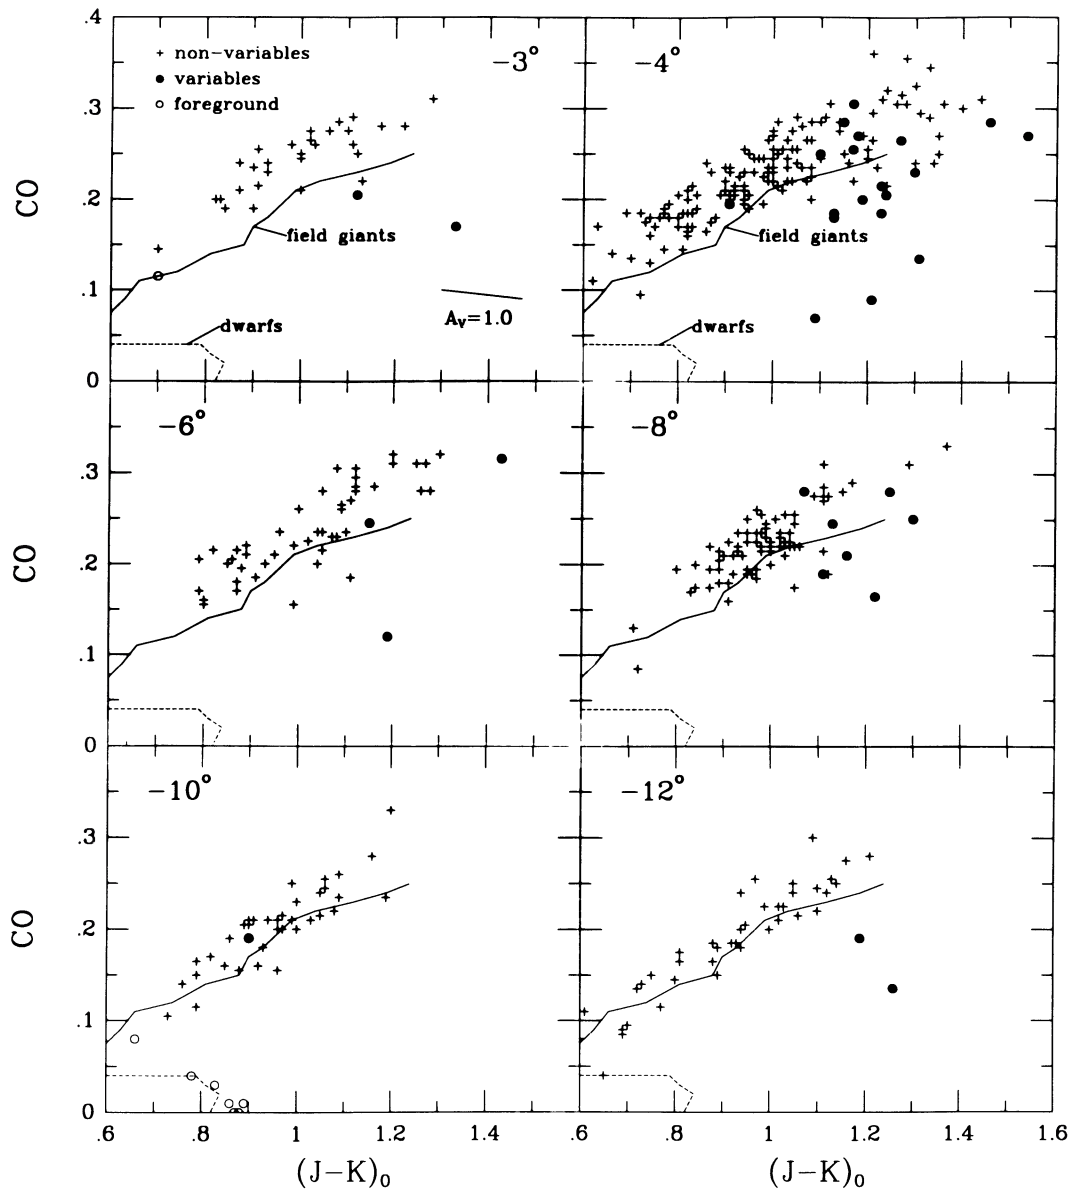 .4
.3
.2
.1
0
CO
+ non-variables
● variables
○ foreground
−3°
field giants
A_V=1.0
dwarfs
−4°
field giants
dwarfs
.3
.2
.1
0
CO
−6°
−8°
.3
.2
.1
0
CO
−10°
−12°
.6 .8 1 1.2 1.4
.6 .8 1 1.2 1.4 1.6
(J−K)₀
(J−K)₀